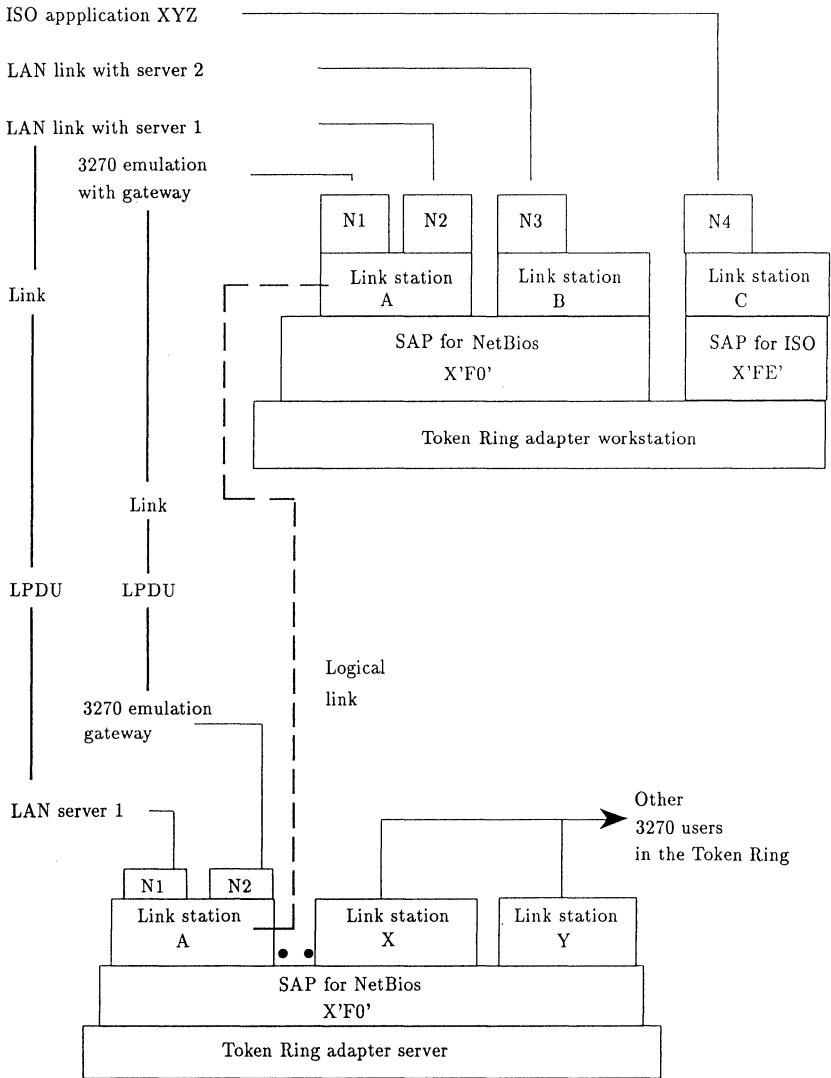 ISO appplication XYZ
LAN link with server 2
LAN link with server 1
3270 emulation
with gateway
N1
N2
N3
N4
Link station
A
Link station
B
Link station
C
Link
SAP for NetBios
X'F0'
SAP for ISO
X'FE'
Token Ring adapter workstation
Link
LPDU
LPDU
Logical
link
3270 emulation
gateway
LAN server 1
Other
3270 users
in the Token Ring
N1
N2
Link station
A
Link station
X
Link station
Y
SAP for NetBios
X'F0'
Token Ring adapter server